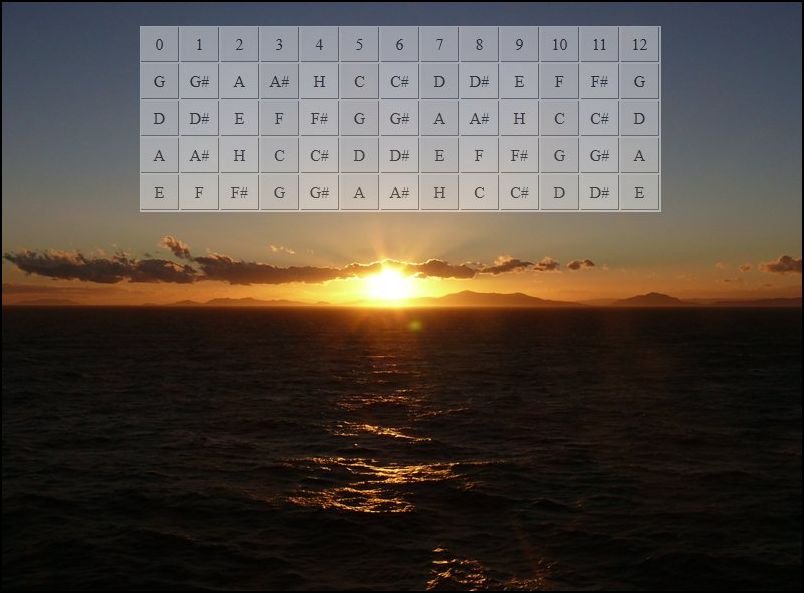 0 1 2 3 4 5 6 7 8 9 10 11 12
G G# A A# H C C# D D# E F F# G
D D# E F F# G G# A A# H C C# D
A A# H C C# D D# E F F# G G# A
E F F# G G# A A# H C C# D D# E